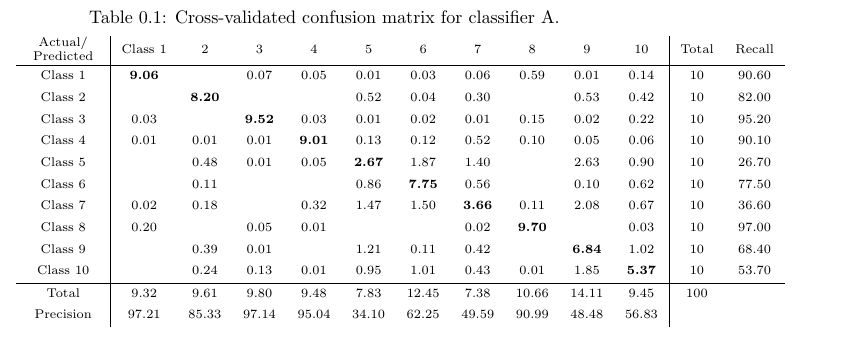 Table 0.1: Cross-validated confusion matrix for classifier A.
Actual/
Predicted Class 1 2 3 4 5 6 7 8 9 10 Total Recall
Class 1 9.06 0.07 0.05 0.01 0.03 0.06 0.59 0.01 0.14 10 90.60
Class 2 8.20 0.52 0.04 0.30 0.53 0.42 10 82.00
Class 3 0.03 9.52 0.03 0.01 0.02 0.01 0.15 0.02 0.22 10 95.20
Class 4 0.01 0.01 0.01 9.01 0.13 0.12 0.52 0.10 0.05 0.06 10 90.10
Class 5 0.48 0.01 0.05 2.67 1.87 1.40 2.63 0.90 10 26.70
Class 6 0.11 0.86 7.75 0.56 0.10 0.62 10 77.50
Class 7 0.02 0.18 0.32 1.47 1.50 3.66 0.11 2.08 0.67 10 36.60
Class 8 0.20 0.05 0.01 0.02 9.70 0.03 10 97.00
Class 9 0.39 0.01 1.21 0.11 0.42 6.84 1.02 10 68.40
Class 10 0.24 0.13 0.01 0.95 1.01 0.43 0.01 1.85 5.37 10 53.70
Total 9.32 9.61 9.80 9.48 7.83 12.45 7.38 10.66 14.11 9.45 100
Precision 97.21 85.33 97.14 95.04 34.10 62.25 49.59 90.99 48.48 56.83